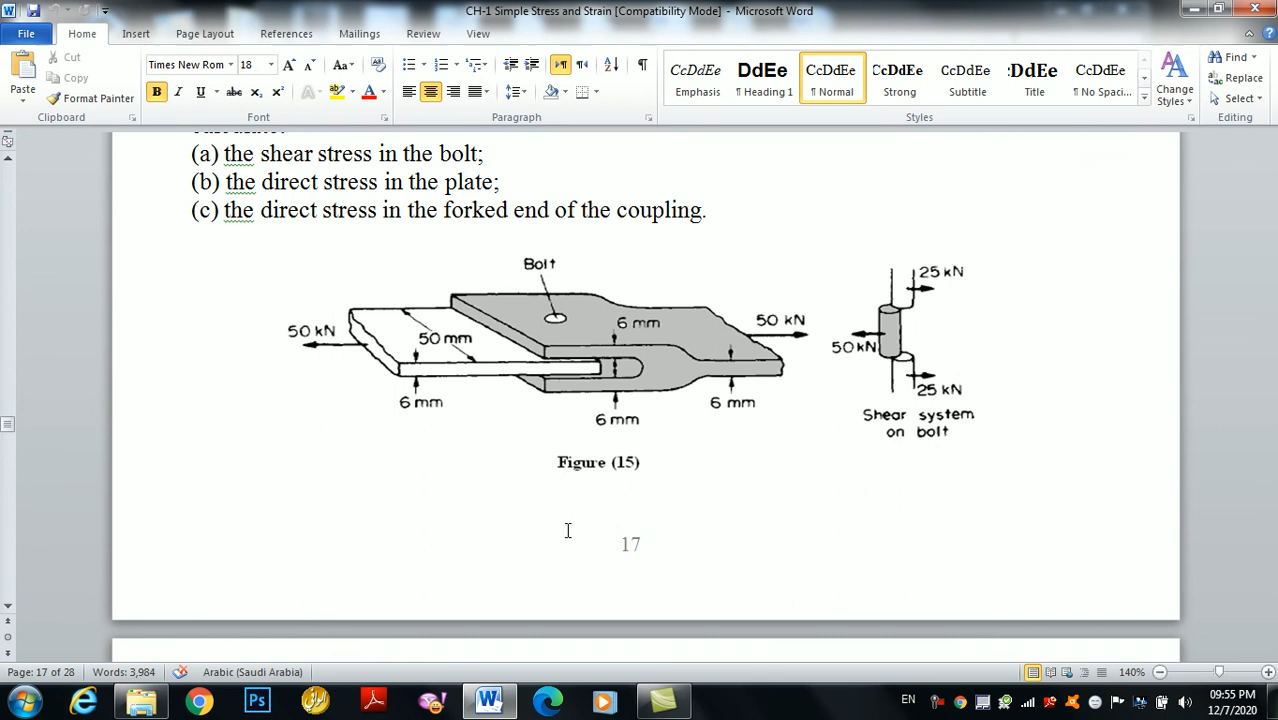 CH-1 Simple Stress and Strain [Compatibility Mode] - Microsoft Word
File Home Insert Page Layout References Mailings Review View
Paste
Cut
Copy
Format Painter
Clipboard
Times New Rom 18
B I U abc x₂ x² A
Font
Paragraph
CcDdEe DdEe CcDdEe CcDdEe CcDdEe :DdEe CcDdEe
Emphasis ¶ Heading 1 ¶ Normal Strong Subtitle Title ¶ No Spaci...
Styles
Change
Styles
Find
Replace
Select
Editing
(a) the shear stress in the bolt;
(b) the direct stress in the plate;
(c) the direct stress in the forked end of the coupling.
Bolt
50 kN
50 mm
6 mm
6 mm
6 mm
6 mm
50 kN
25 kN
50kN
25 kN
Shear system
on bolt
Figure (15)
17
Page: 17 of 28 Words: 3,984 Arabic (Saudi Arabia) 140%
EN
09:55 PM
12/7/2020